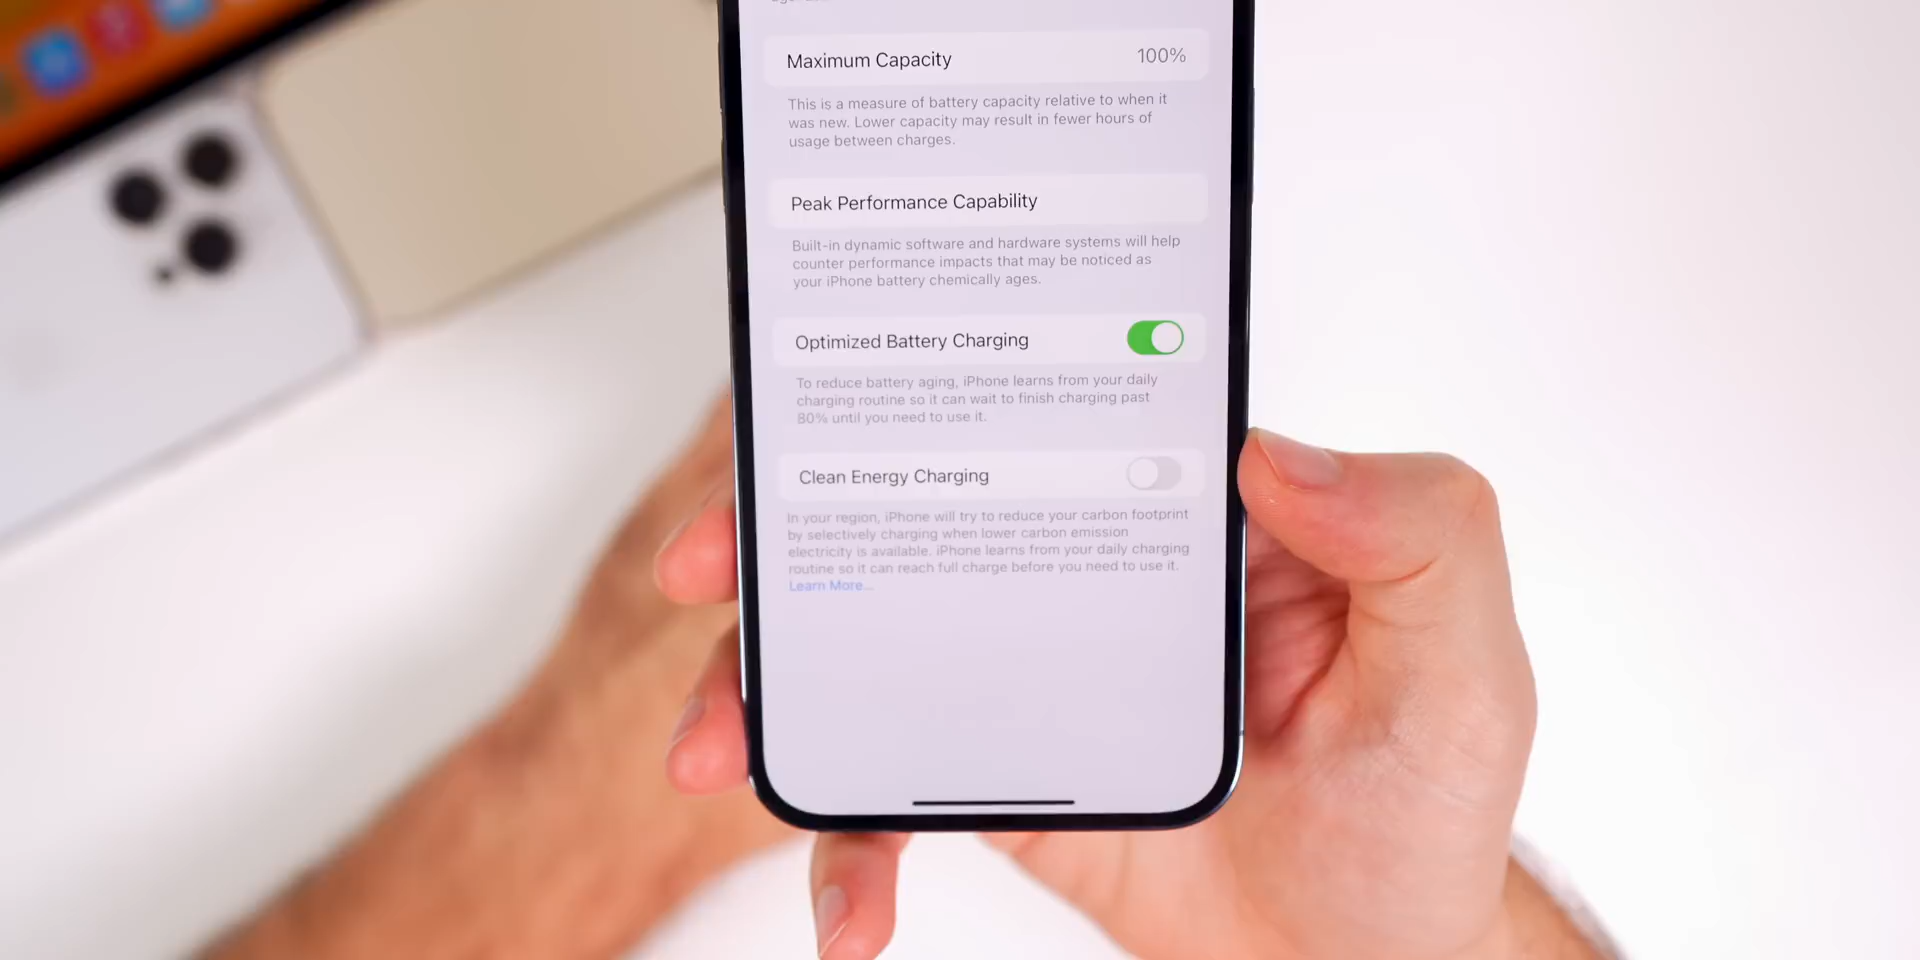 Maximum Capacity 100%
This is a measure of battery capacity relative to when it
was new. Lower capacity may result in fewer hours of
usage between charges.
Peak Performance Capability
Built-in dynamic software and hardware systems will help
counter performance impacts that may be noticed as
your iPhone battery chemically ages.
Optimized Battery Charging
To reduce battery aging, iPhone learns from your daily
charging routine so it can wait to finish charging past
80% until you need to use it.
Clean Energy Charging
In your region, iPhone will try to reduce your carbon footprint
by selectively charging when lower carbon emission
electricity is available. iPhone learns from your daily charging
routine so it can reach full charge before you need to use it.
Learn More...